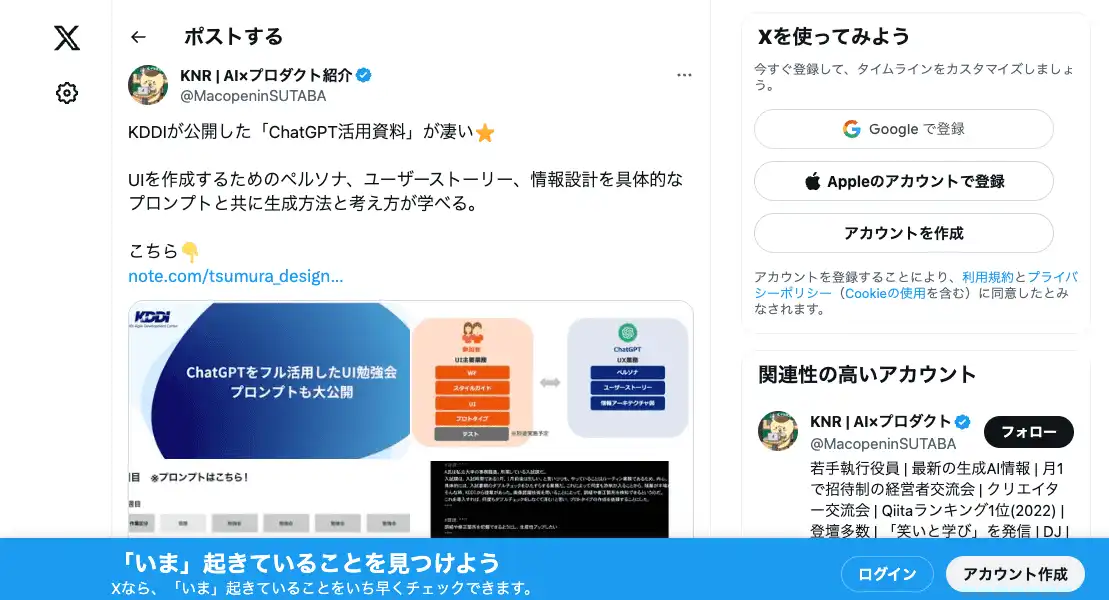 ポストする
KNR | AI×プロダクト紹介
@MacopeninSUTABA
KDDIが公開した「ChatGPT活用資料」が凄い⭐
UIを作成するためのペルソナ、ユーザーストーリー、情報設計を具体的な
プロンプトと共に生成方法と考え方が学べる。
こちら👇
note.com/tsumura_design...
KDDI
ChatGPTをフル活用したUI勉強会
プロンプトも大公開
参加者
UI主要業務
WF
スタイルガイド
UI
プロトタイプ
テスト
ChatGPT
UX業務
ペルソナ
ユーザーストーリー
目 ※プロンプトはこちら！
勉強会
勉強会
勉強会
勉強会
Xを使ってみよう
今すぐ登録して、タイムラインをカスタマイズしましょ
う。
Google で登録
Appleのアカウントで登録
アカウントを作成
アカウントを登録することにより、利用規約とプライバ
シーポリシー（Cookieの使用を含む）に同意したとみ
なされます。
関連性の高いアカウント
KNR | AI×プロダクト
@MacopeninSUTABA
フォロー
若手執行役員 | 最新の生成AI情報 | 月1
で招待制の経営者交流会 | クリエイタ
ー交流会 | Qiitaランキング1位(2022) |
登壇多数 | 「笑いと学び」を発信 | DJ |
「いま」起きていることを見つけよう
Xなら、「いま」起きていることをいち早くチェックできます。
ログイン
アカウント作成